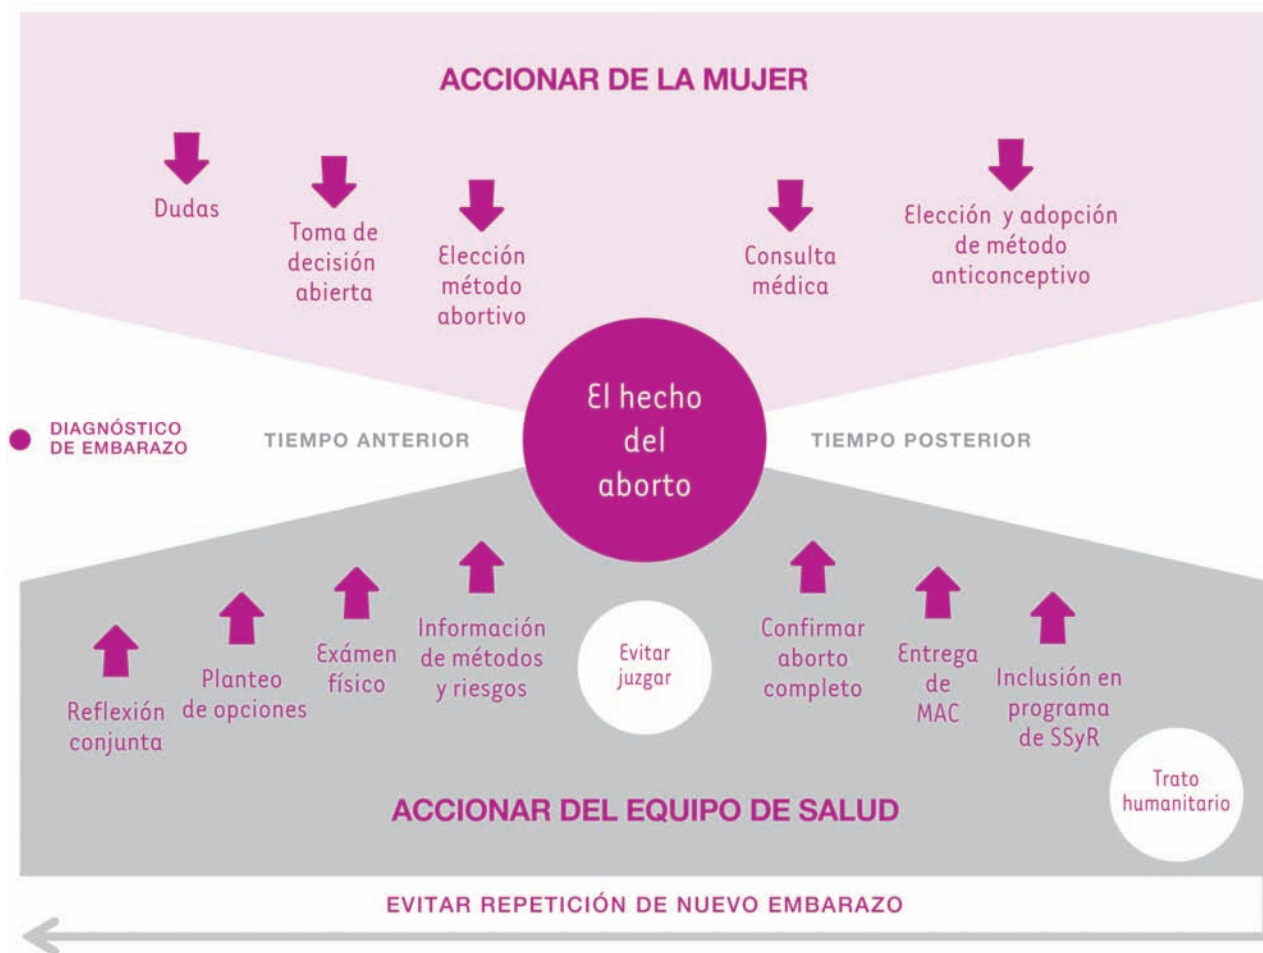 ACCIONAR DE LA MUJER
Dudas
Toma de
decisión
abierta
Elección
método
abortivo
Consulta
médica
Elección y adopción
de método
anticonceptivo
El hecho
del
aborto
DIAGNÓSTICO
DE EMBARAZO
TIEMPO ANTERIOR
TIEMPO POSTERIOR
Reflexión
conjunta
Planteo
de opciones
Exámen
físico
Información
de métodos
y riesgos
Evitar
juzgar
Confirmar
aborto
completo
Entrega
de
MAC
Inclusión en
programa
de SSyR
Trato
humanitario
ACCIONAR DEL EQUIPO DE SALUD
EVITAR REPETICIÓN DE NUEVO EMBARAZO